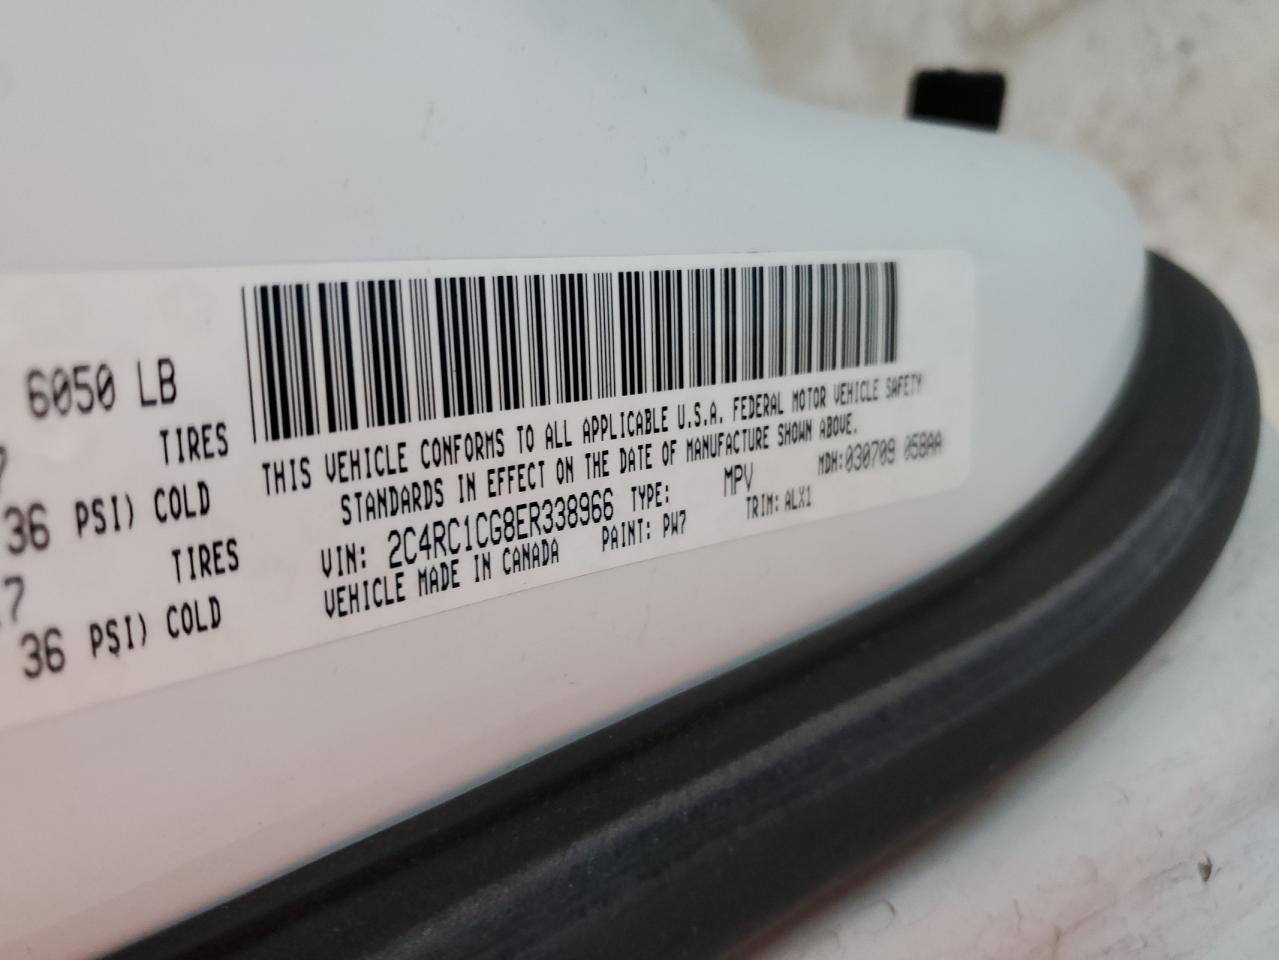 6050 LB
7 TIRES
36 PSI) COLD
7 TIRES
36 PSI) COLD
THIS VEHICLE CONFORMS TO ALL APPLICABLE U.S.A. FEDERAL MOTOR VEHICLE SAFETY
STANDARDS IN EFFECT ON THE DATE OF MANUFACTURE SHOWN ABOVE.
VIN: 2C4RC1CG8ER338966 TYPE: MPV MDH:030709 058AA
VEHICLE MADE IN CANADA PAINT: PW7 TRIM: ALX1